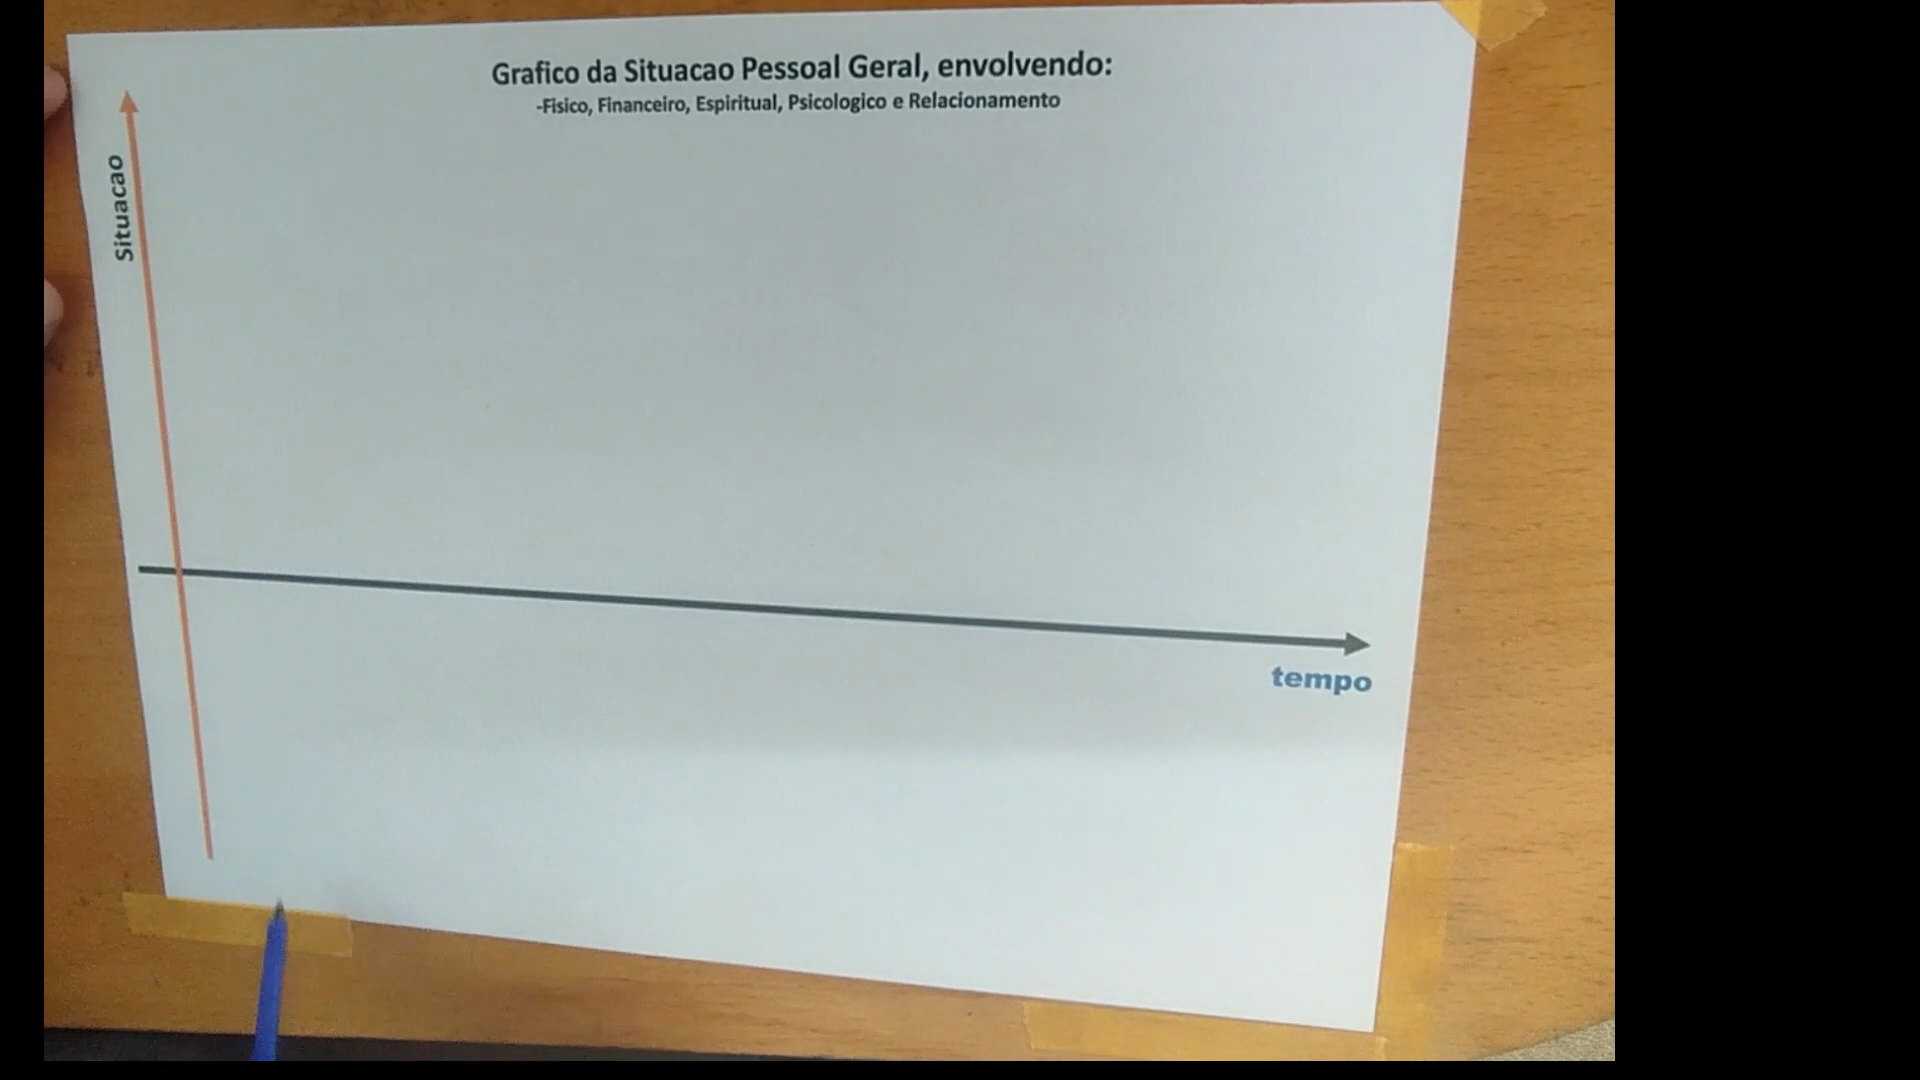 Grafico da Situacao Pessoal Geral, envolvendo:
-Fisico, Financeiro, Espiritual, Psicologico e Relacionamento
Situacao
tempo